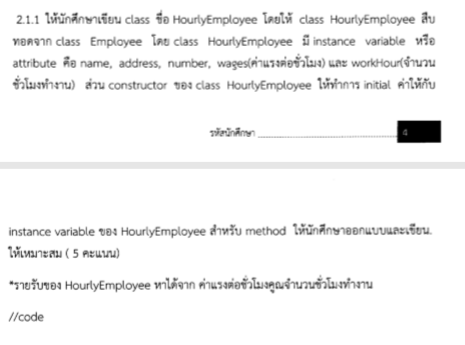 2.1.1 ให้นักศึกษาเขียน class ชื่อ HourlyEmployee โดยให้ class HourlyEmployee สืบ
ทอดจาก class Employee โดย class HourlyEmployee มี instance variable หรือ
attribute คือ name, address, number, wages(ค่าแรงต่อชั่วโมง) และ workHour(จำนวน
ชั่วโมงทำงาน) ส่วน constructor ของ class HourlyEmployee ให้ทำการ initial ค่าให้กับ
รหัสนักศึกษา ____________________ 4
instance variable ของ HourlyEmployee สำหรับ method ให้นักศึกษาออกแบบและเขียน.
ให้เหมาะสม ( 5 คะแนน)
*รายรับของ HourlyEmployee หาได้จาก ค่าแรงต่อชั่วโมงคูณจำนวนชั่วโมงทำงาน
//code